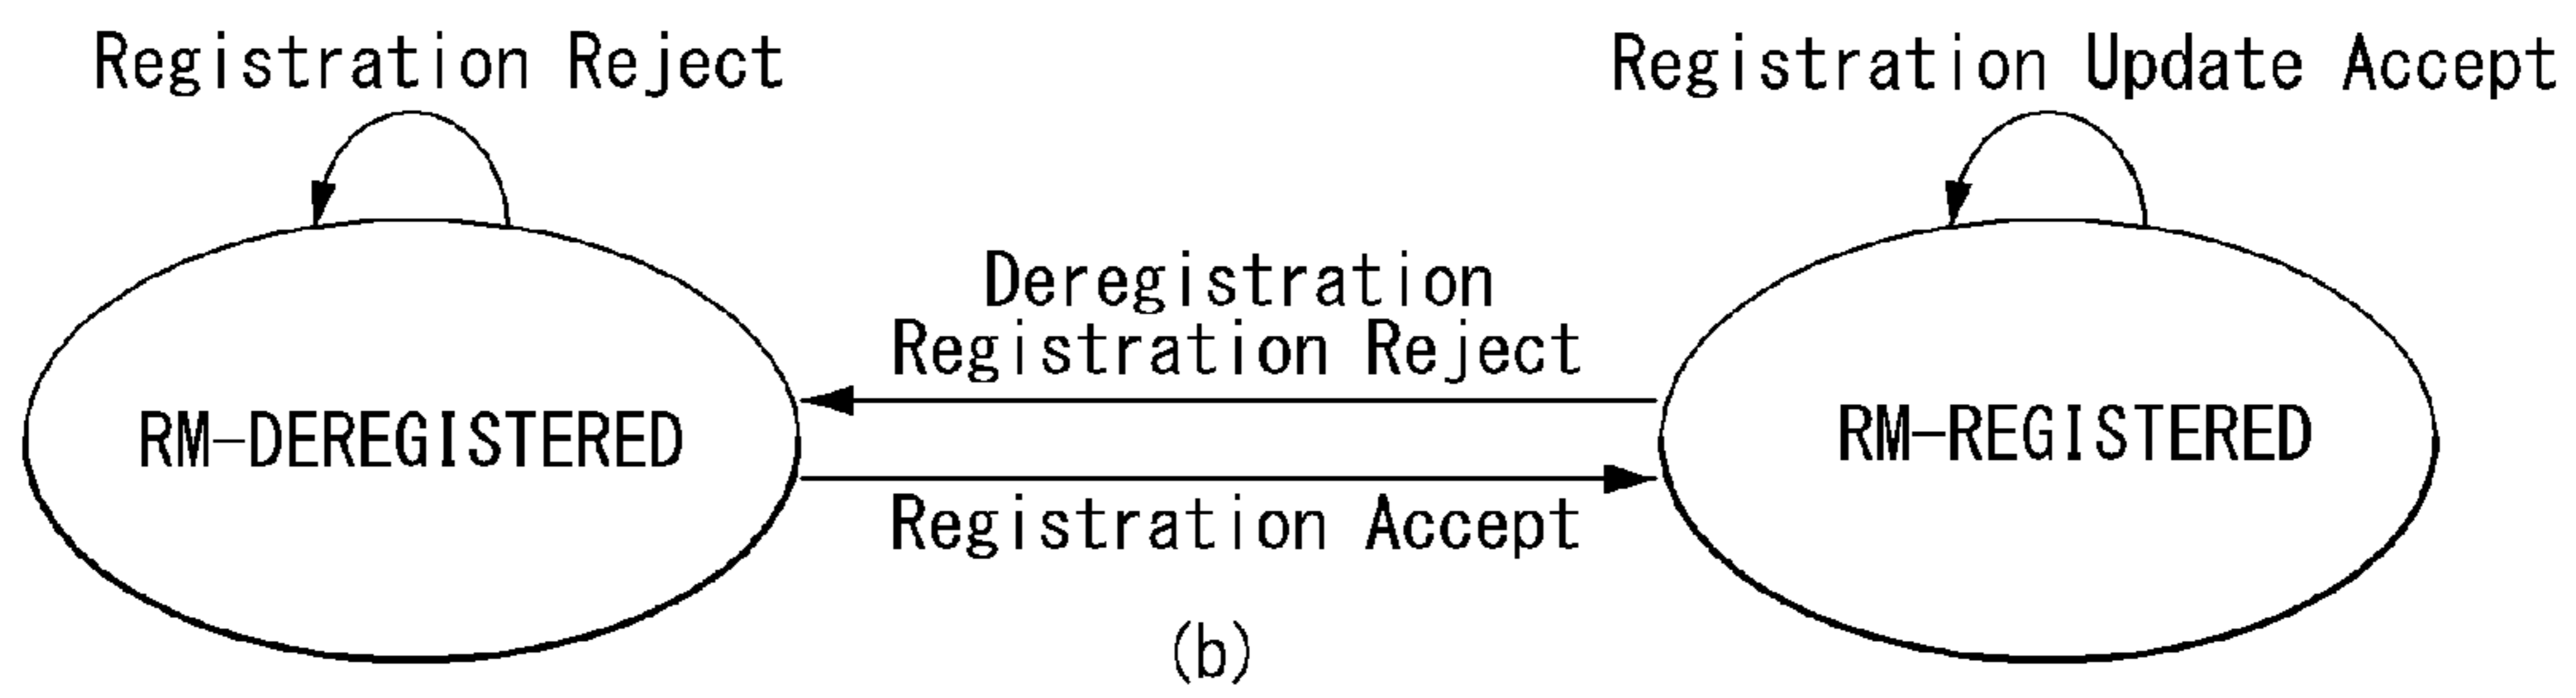 Registration Reject
Registration Update Accept
Deregistration
Registration Reject
RM-DEREGISTERED
RM-REGISTERED
Registration Accept
(b)